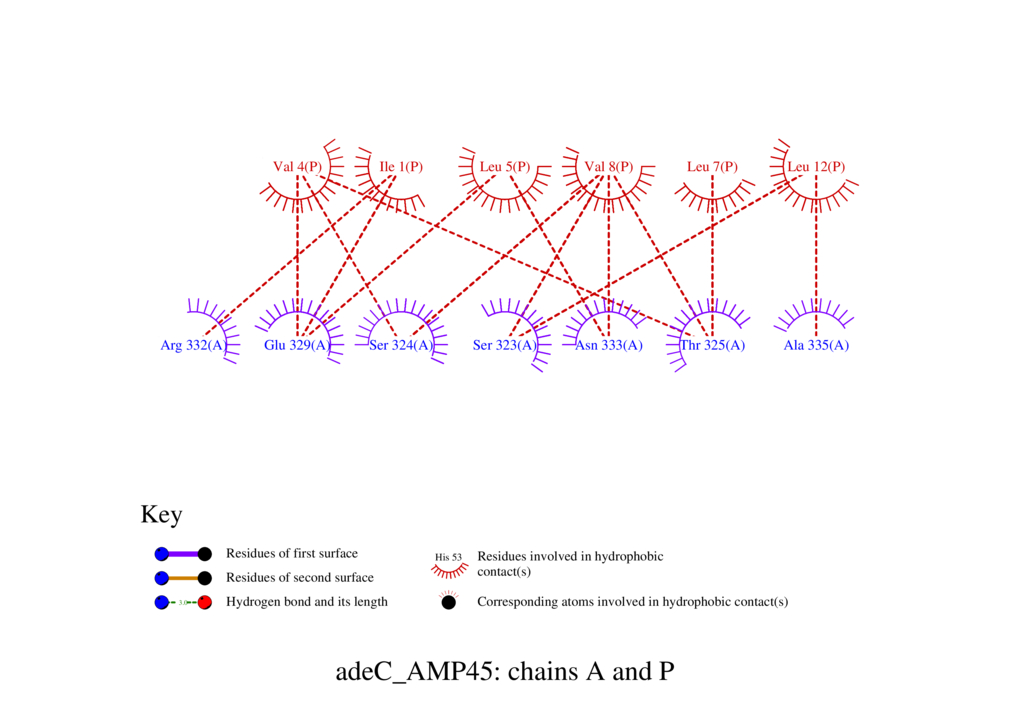 Val 4(P) Ile 1(P) Leu 5(P) Val 8(P) Leu 7(P) Leu 12(P)
Arg 332(A) Glu 329(A) Ser 324(A) Ser 323(A) Asn 333(A) Thr 325(A) Ala 335(A)
Key
Residues of first surface
Residues of second surface
3.0 Hydrogen bond and its length
His 53 Residues involved in hydrophobic
contact(s)
Corresponding atoms involved in hydrophobic contact(s)
adeC_AMP45: chains A and P